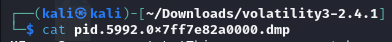 ┌──(kali㉿kali)-[~/Downloads/volatility3-2.4.1]
└─$ cat pid.5992.0×7ff7e82a0000.dmp